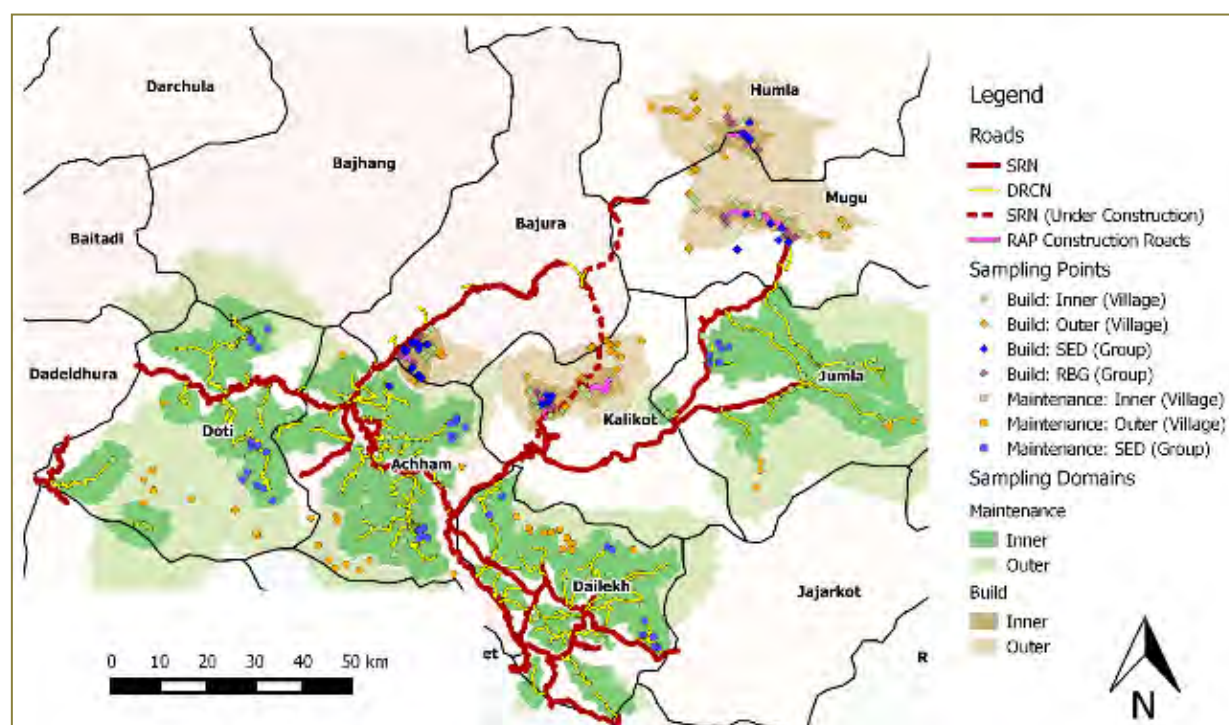 Darchula
Humla
Bajhang
Mugu
Bajura
Baitadi
Dadeldhura
Jumla
Doti
Kalikot
Achham
Dailekh
Jajarkot
et
R
0 10 20 30 40 50 km
Legend
Roads
SRN
DRCN
SRN (Under Construction)
RAP Construction Roads
Sampling Points
Build: Inner (Village)
Build: Outer (Village)
Build: SED (Group)
Build: RBG (Group)
Maintenance: Inner (Village)
Maintenance: Outer (Village)
Maintenance: SED (Group)
Sampling Domains
Maintenance
Inner
Outer
Build
Inner
Outer
N